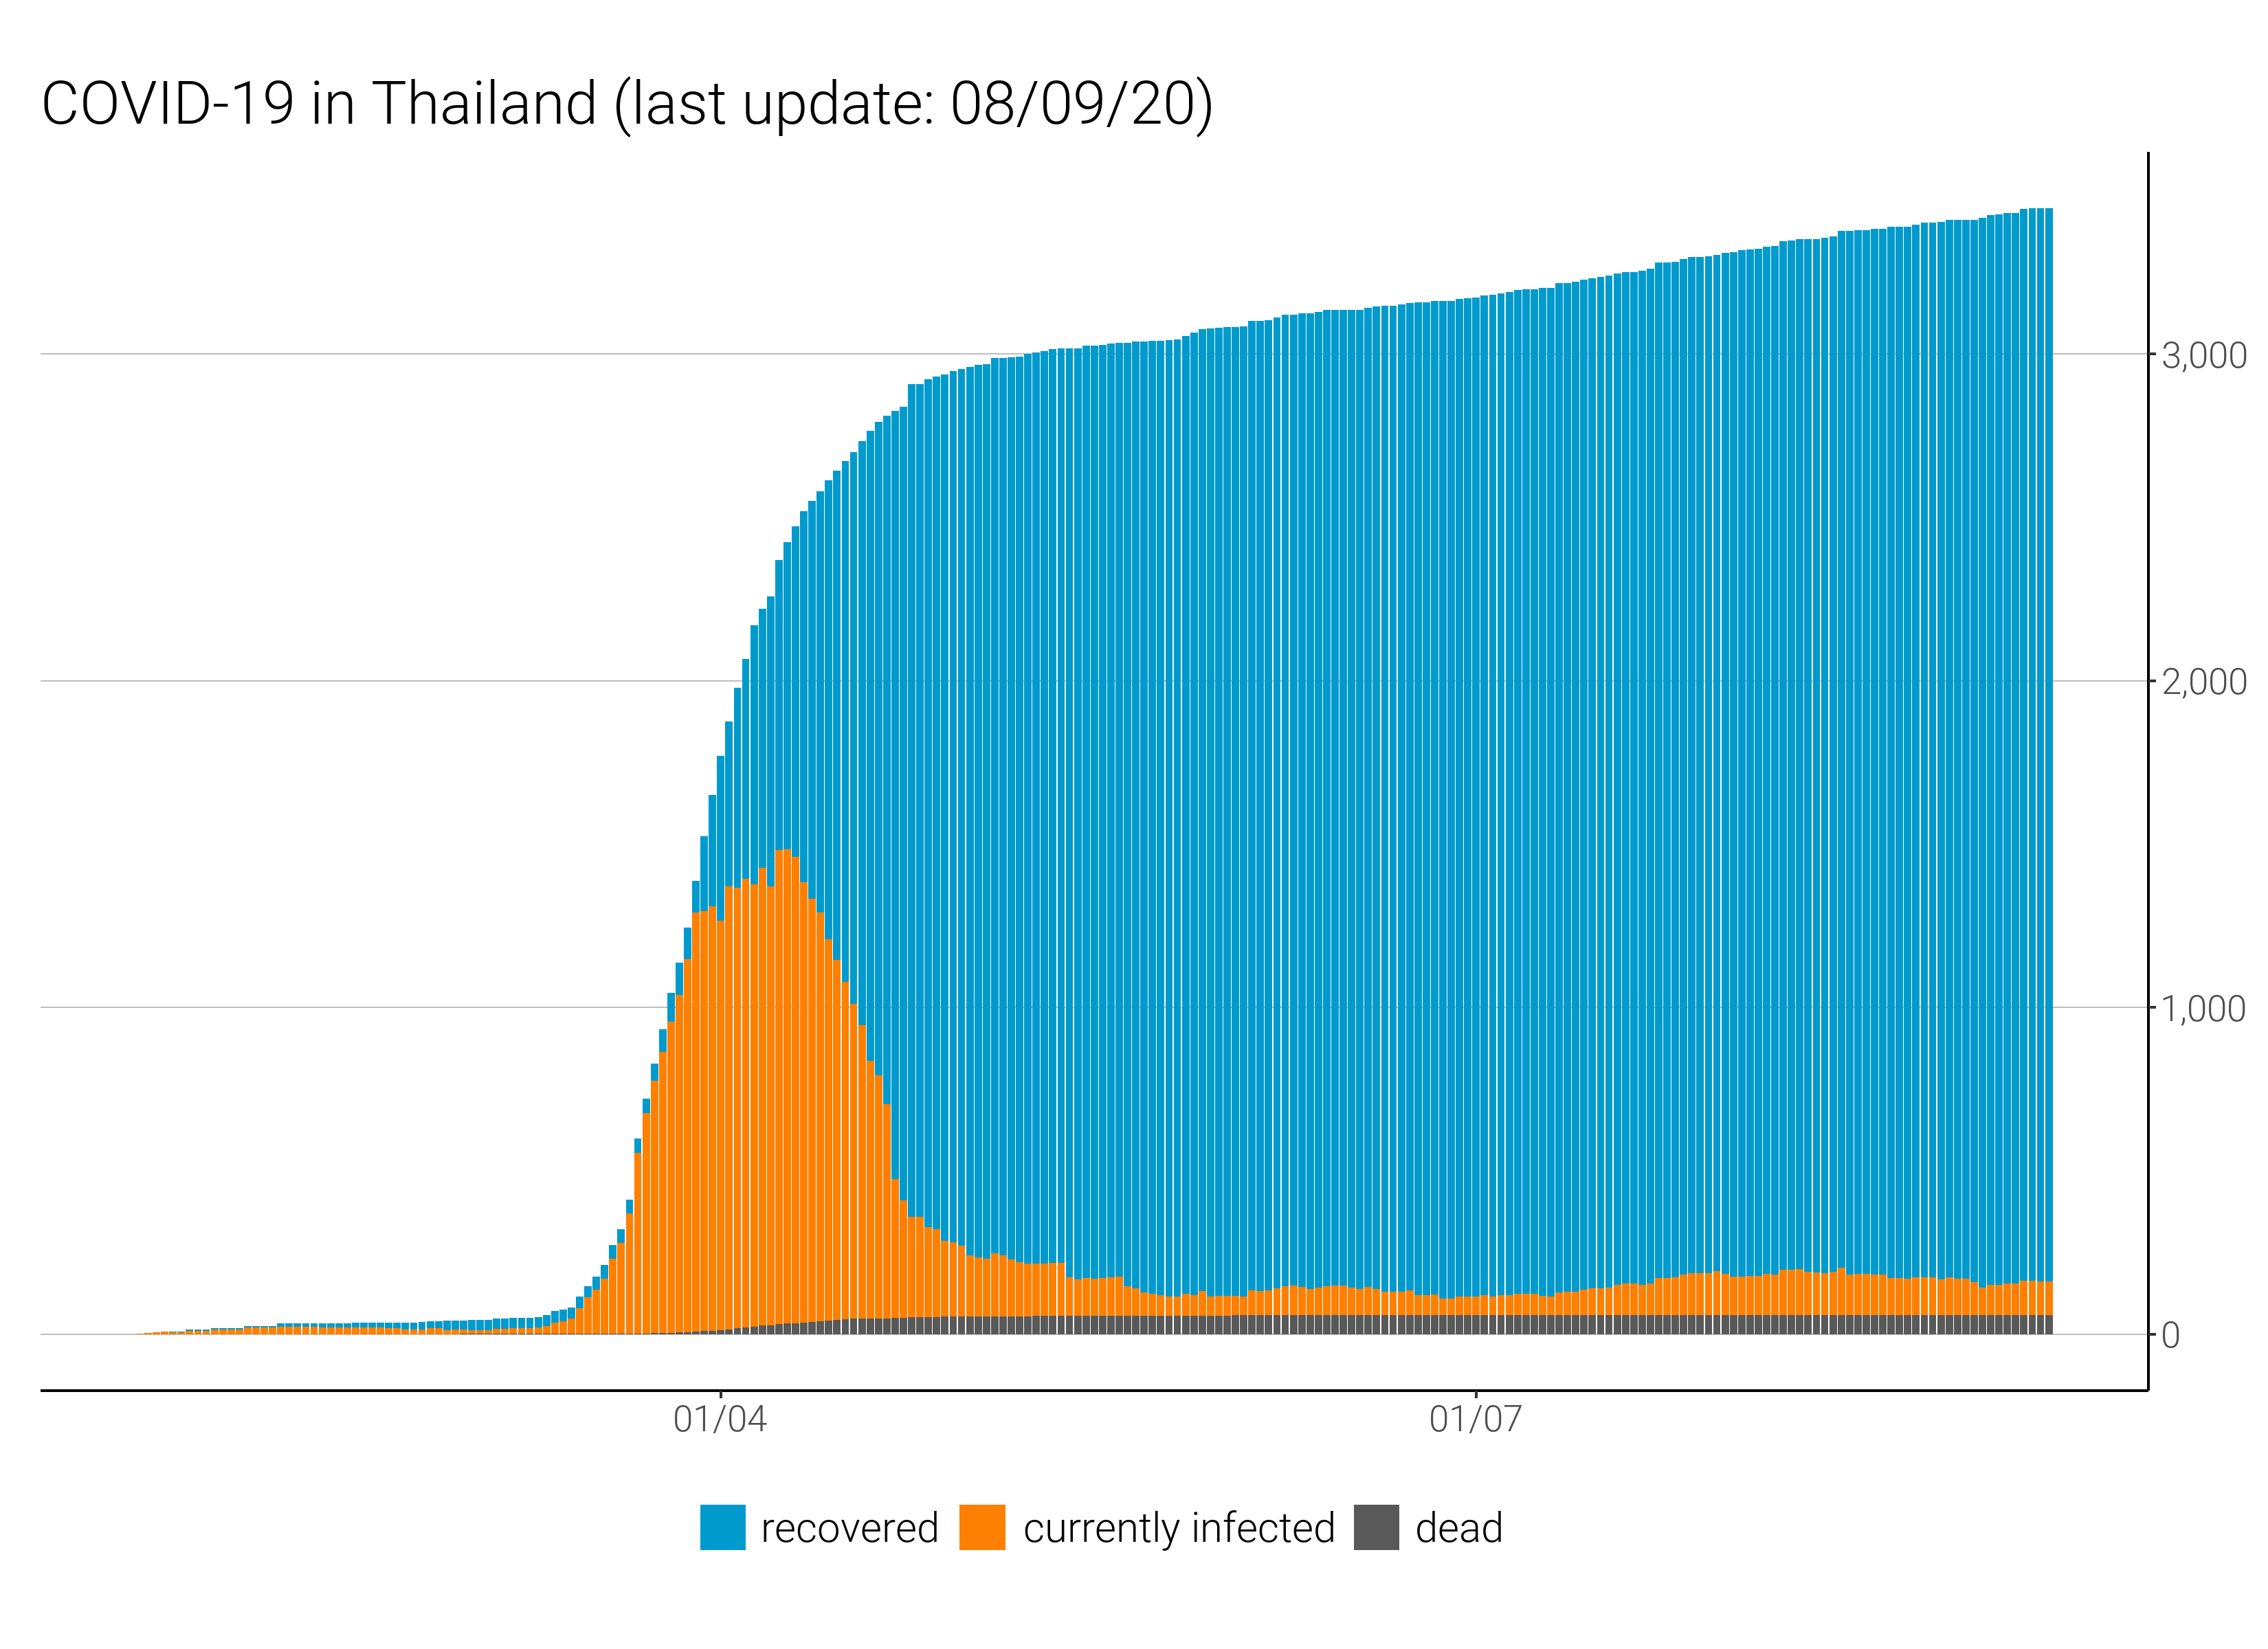 COVID-19 in Thailand (last update: 08/09/20)
3,000
2,000
1,000
0
01/04 01/07
recovered currently infected dead